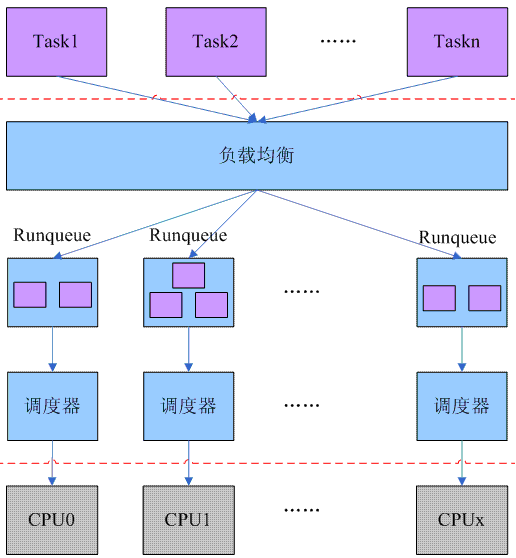 Task1
Task2
……
Taskn
负载均衡
Runqueue
Runqueue
Runqueue
……
调度器
调度器
……
调度器
CPU0
CPU1
……
CPUx